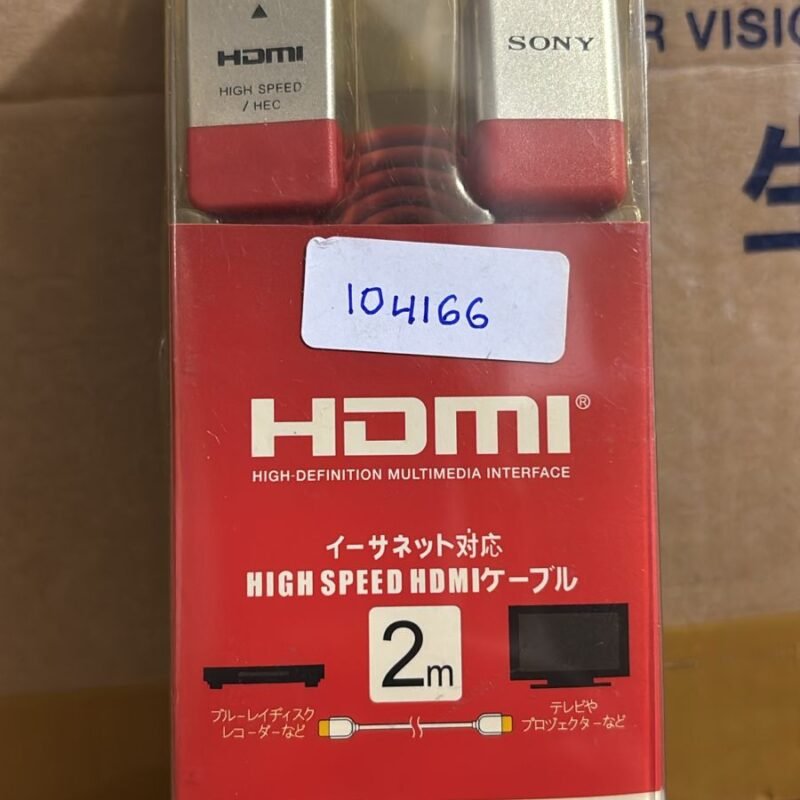 HDMI
HIGH SPEED
/ HEC
SONY
R VISIO
生
104166
HDMI®
HIGH-DEFINITION MULTIMEDIA INTERFACE
イーサネット対応
HIGH SPEED HDMIケーブル
2m
ブルーレイディスク
レコーダーなど
テレビや
プロジェクターなど